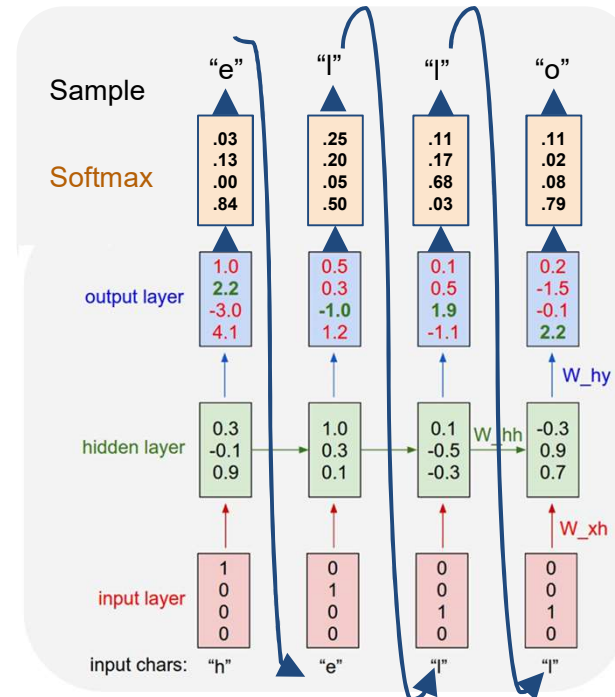 “e” “l” “l” “o”
Sample
.03 .25 .11 .11
.13 .20 .17 .02
.00 .05 .68 .08
.84 .50 .03 .79
Softmax
1.0 0.5 0.1 0.2
2.2 0.3 0.5 -1.5
-3.0 -1.0 1.9 -0.1
4.1 1.2 -1.1 2.2
output layer
W_hy
0.3 1.0 0.1 -0.3
-0.1 0.3 -0.5 0.9
0.9 0.1 -0.3 0.7
hidden layer
W_hh
W_xh
1 0 0 0
0 1 0 0
0 0 1 1
0 0 0 0
input layer
input chars: “h” “e” “l” “l”